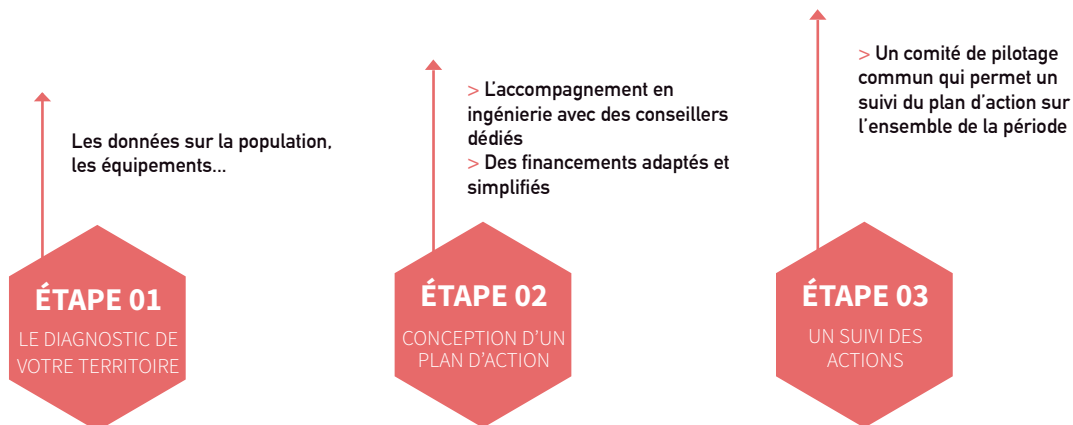 Les données sur la population,
les équipements...
ÉTAPE 01
LE DIAGNOSTIC DE
VOTRE TERRITOIRE
> L'accompagnement en
ingénierie avec des conseillers
dédiés
> Des financements adaptés et
simplifiés
ÉTAPE 02
CONCEPTION D'UN
PLAN D'ACTION
> Un comité de pilotage
commun qui permet un
suivi du plan d'action sur
l'ensemble de la période
ÉTAPE 03
UN SUIVI DES
ACTIONS